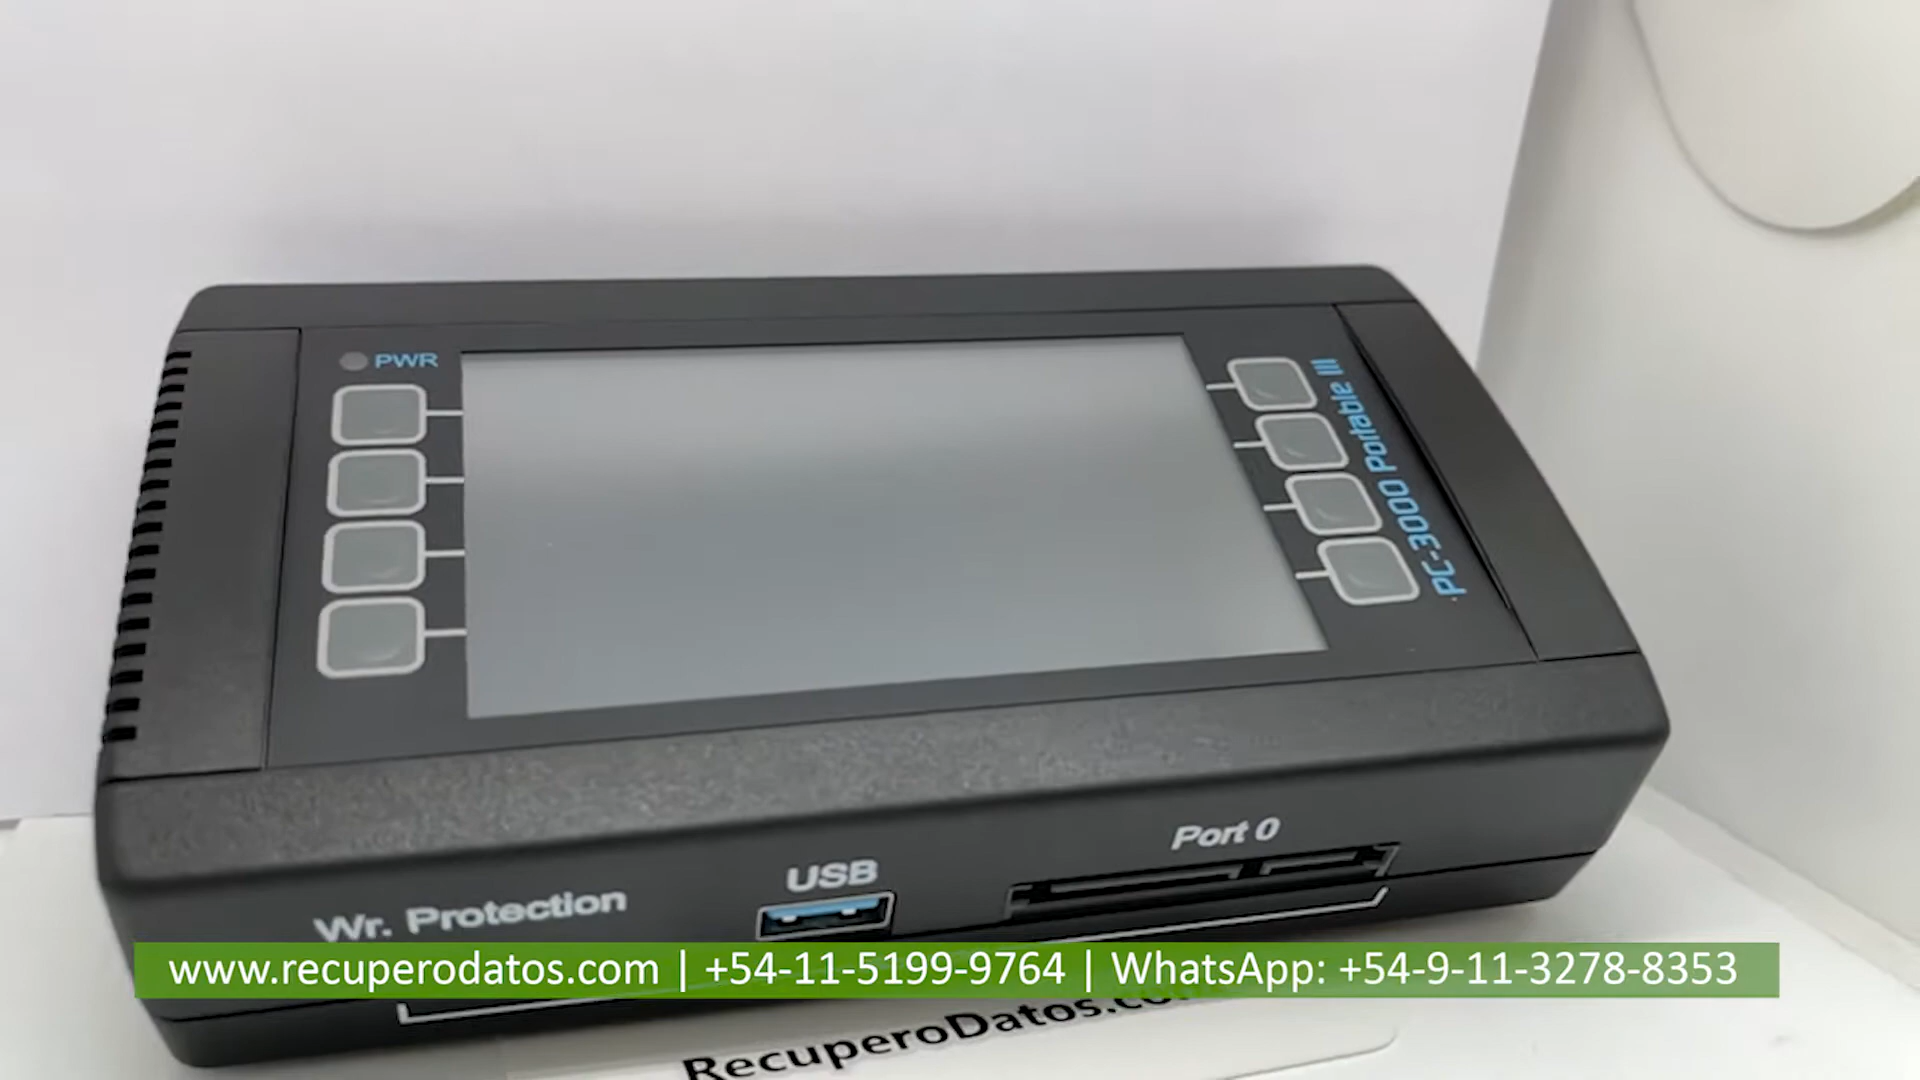 PWR
PC-3000 Portable III
Port 0
USB
Wr. Protection
www.recuperodatos.com | +54-11-5199-9764 | WhatsApp: +54-9-11-3278-8353
RecuperoDatos.com